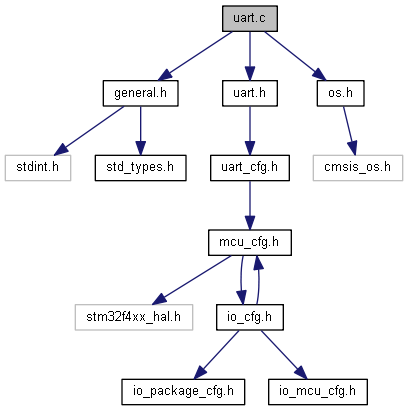 uart.c
general.h
uart.h
os.h
stdint.h
std_types.h
uart_cfg.h
cmsis_os.h
mcu_cfg.h
stm32f4xx_hal.h
io_cfg.h
io_package_cfg.h
io_mcu_cfg.h